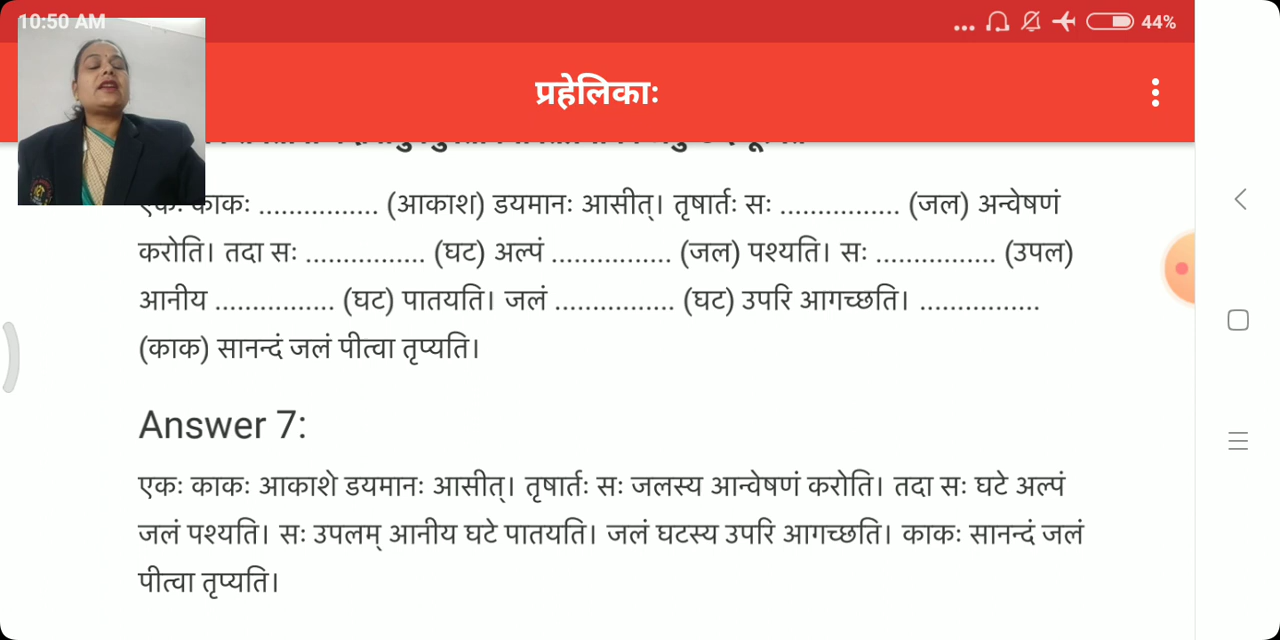 10:50 AM
44%
प्रहेलिकाः
एकः काकः ................ (आकाश) डयमानः आसीत्। तृषार्तः सः ................ (जल) अन्वेषणं
करोति। तदा सः ................ (घट) अल्पं ................ (जल) पश्यति। सः ................ (उपल)
आनीय ................ (घट) पातयति। जलं ................ (घट) उपरि आगच्छति। ................
(काक) सानन्दं जलं पीत्वा तृप्यति।
Answer 7:
एकः काकः आकाशे डयमानः आसीत्। तृषार्तः सः जलस्य आन्वेषणं करोति। तदा सः घटे अल्पं
जलं पश्यति। सः उपलम् आनीय घटे पातयति। जलं घटस्य उपरि आगच्छति। काकः सानन्दं जलं
पीत्वा तृप्यति।